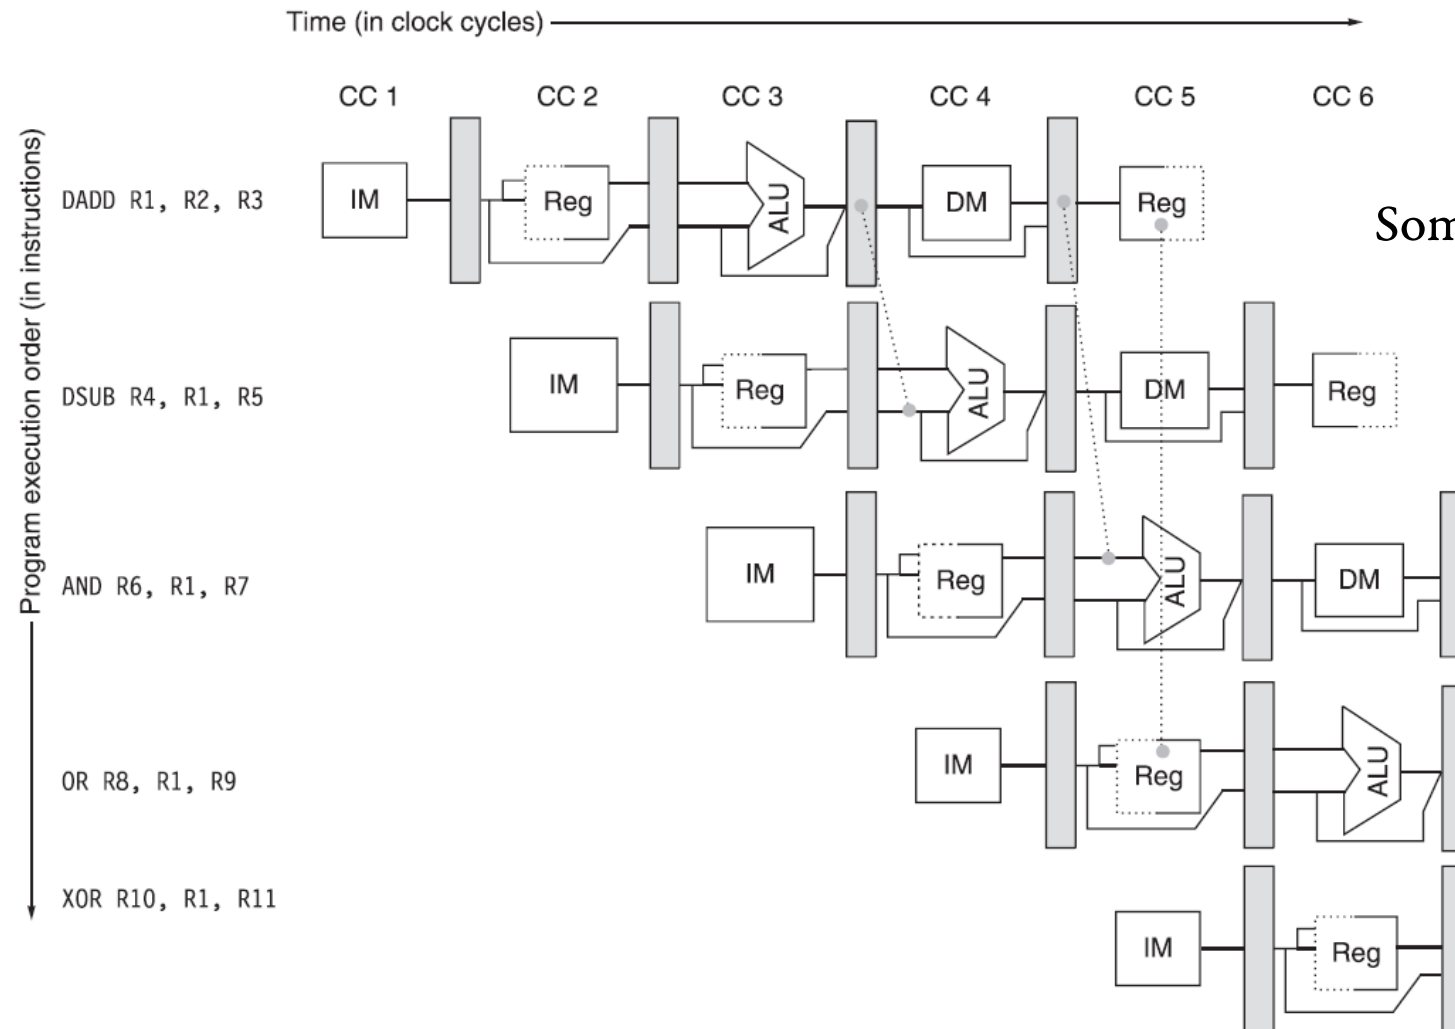 Time (in clock cycles)
CC 1 CC 2 CC 3 CC 4 CC 5 CC 6
Program execution order (in instructions)
DADD R1, R2, R3 IM Reg ALU DM Reg
Som
DSUB R4, R1, R5 IM Reg ALU DM Reg
AND R6, R1, R7 IM Reg ALU DM
OR R8, R1, R9 IM Reg ALU
XOR R10, R1, R11 IM Reg